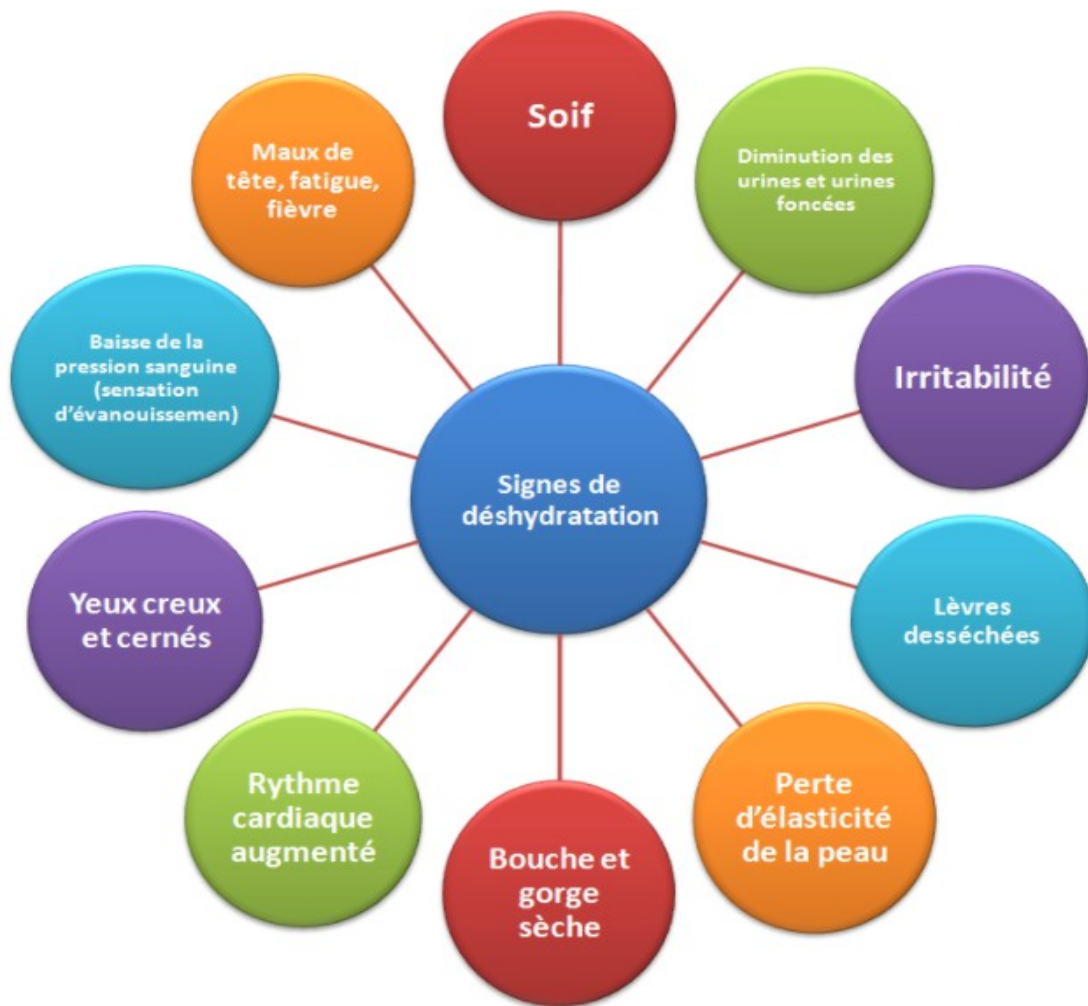 Soif
Diminution des
urines et urines
foncées
Irritabilité
Lèvres
desséchées
Perte
d'élasticité
de la peau
Bouche et
gorge
sèche
Rythme
cardiaque
augmenté
Yeux creux
et cernés
Baisse de la
pression sanguine
(sensation
d'évanouissemen)
Maux de
tête, fatigue,
fièvre
Signes de
déshydratation